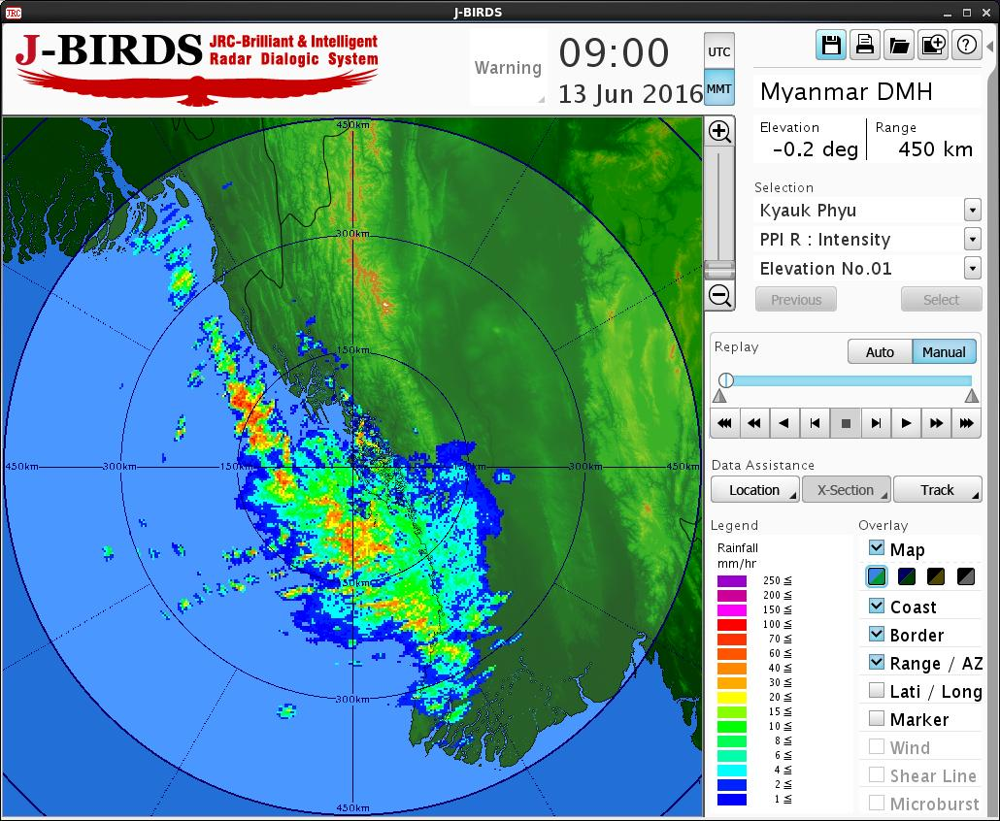 JRC
J-BIRDS
J-BIRDS JRC-Brilliant & Intelligent
Radar Dialogic System
Warning
09:00
13 Jun 2016
UTC
MMT
Myanmar DMH
Elevation
-0.2 deg
Range
450 km
Selection
Kyauk Phyu
PPI R : Intensity
Elevation No.01
Previous
Select
Replay
Auto
Manual
Data Assistance
Location
X-Section
Track
Legend
Rainfall
mm/hr
250 ≦
200 ≦
150 ≦
100 ≦
70 ≦
60 ≦
40 ≦
30 ≦
20 ≦
15 ≦
10 ≦
8 ≦
6 ≦
4 ≦
2 ≦
1 ≦
Overlay
Map
Coast
Border
Range / AZ
Lati / Long
Marker
Wind
Shear Line
Microburst
450km
300km
150km
450km
300km
150km
150km
300km
450km
150km
300km
450km